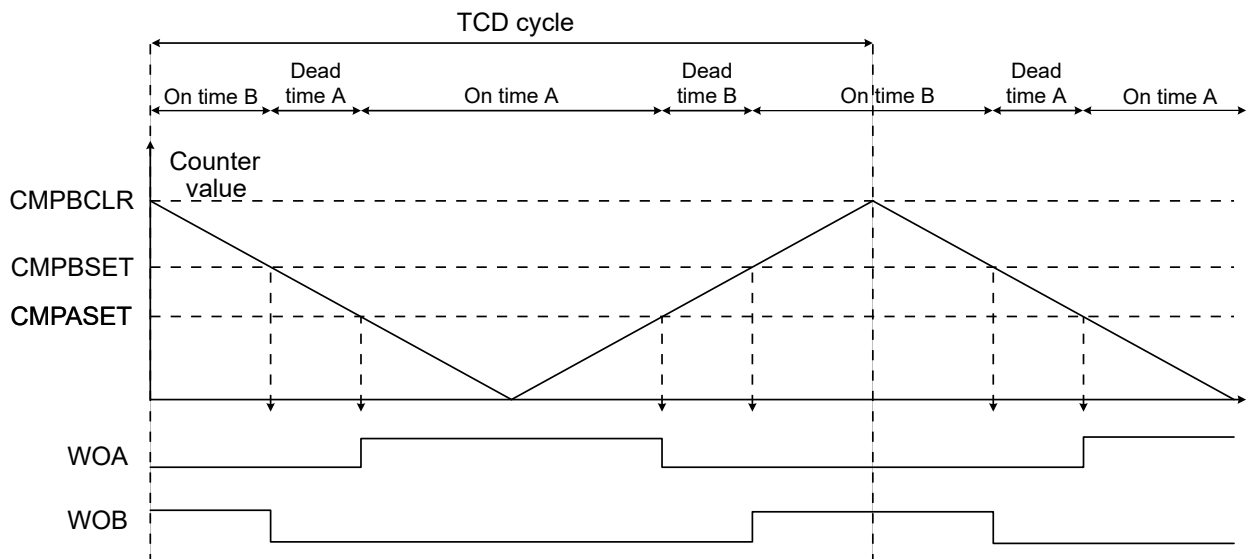 TCD cycle
On time B
Dead
time A
On time A
Dead
time B
On time B
Dead
time A
On time A
Counter
value
CMPBCLR
CMPBSET
CMPASET
WOA
WOB